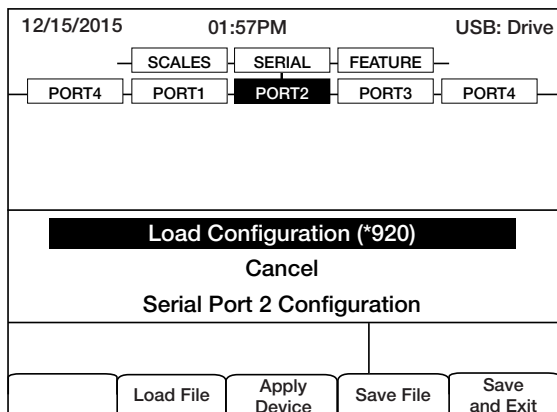 12/15/2015 01:57PM USB: Drive
SCALES SERIAL FEATURE
PORT4 PORT1 PORT2 PORT3 PORT4
Load Configuration (*920)
Cancel
Serial Port 2 Configuration
Load File Apply Device Save File Save and Exit